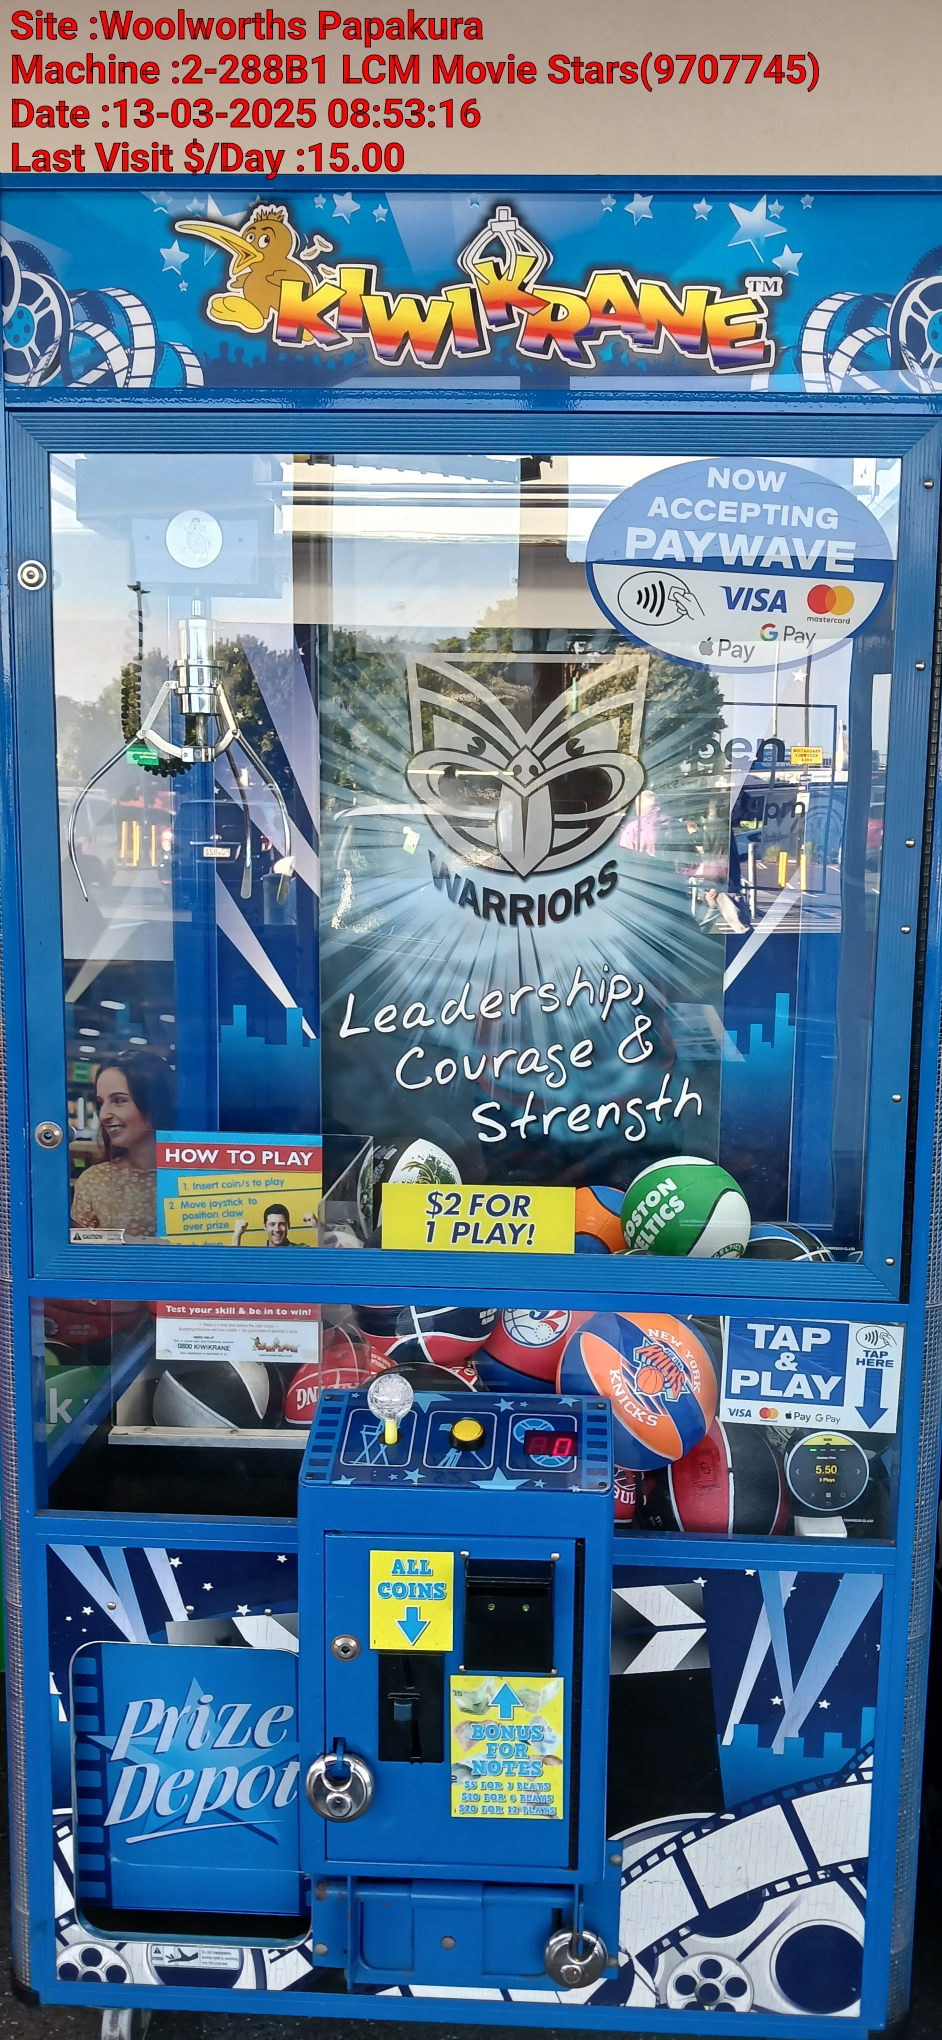 Site :Woolworths Papakura
Machine :2-288B1 LCM Movie Stars(9707745)
Date :13-03-2025 08:53:16
Last Visit $/Day :15.00
KIWI KRANE TM
NOW
ACCEPTING
PAYWAVE
VISA
mastercard
Pay
G Pay
WARRIORS
Leadership,
Courage &
Strength
HOW TO PLAY
1. Insert coin/s to play
2. Move joystick to
position claw
over prize
CAUTION
$2 FOR
1 PLAY!
BOSTON
CELTICS
Test your skill & be in to win!
0800 KIWIKRANE
NEW YORK
KNICKS
TAP
&
PLAY
TAP
HERE
VISA
Pay G Pay
5.50
3 Plays
0
ALL
COINS
BONUS
FOR
NOTES
$5 FOR 3 PLAYS
$10 FOR 6 PLAYS
$20 FOR 12 PLAYS
Prize
Depot